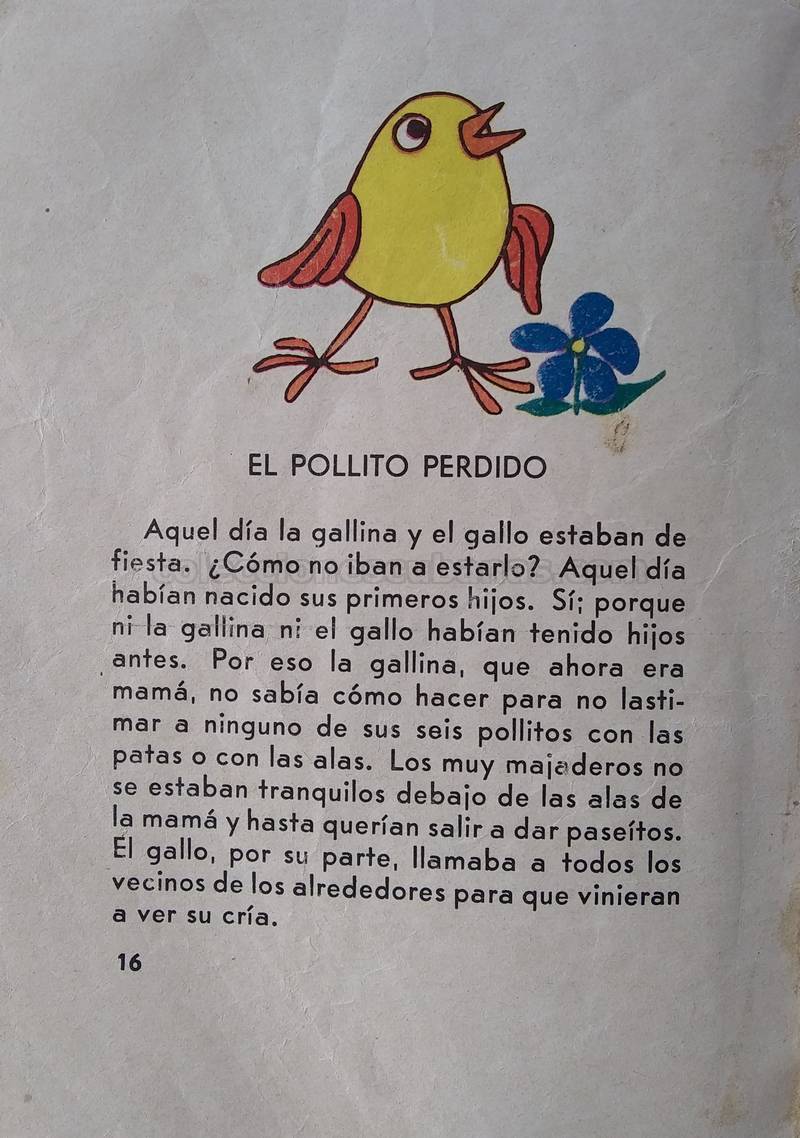 EL POLLITO PERDIDO
Aquel día la gallina y el gallo estaban de
fiesta. ¿Cómo no iban a estarlo? Aquel día
habían nacido sus primeros hijos. Sí; porque
ni la gallina ni el gallo habían tenido hijos
antes. Por eso la gallina, que ahora era
mamá, no sabía cómo hacer para no lasti-
mar a ninguno de sus seis pollitos con las
patas o con las alas. Los muy majaderos no
se estaban tranquilos debajo de las alas de
la mamá y hasta querían salir a dar paseítos.
El gallo, por su parte, llamaba a todos los
vecinos de los alrededores para que vinieran
a ver su cría.
16